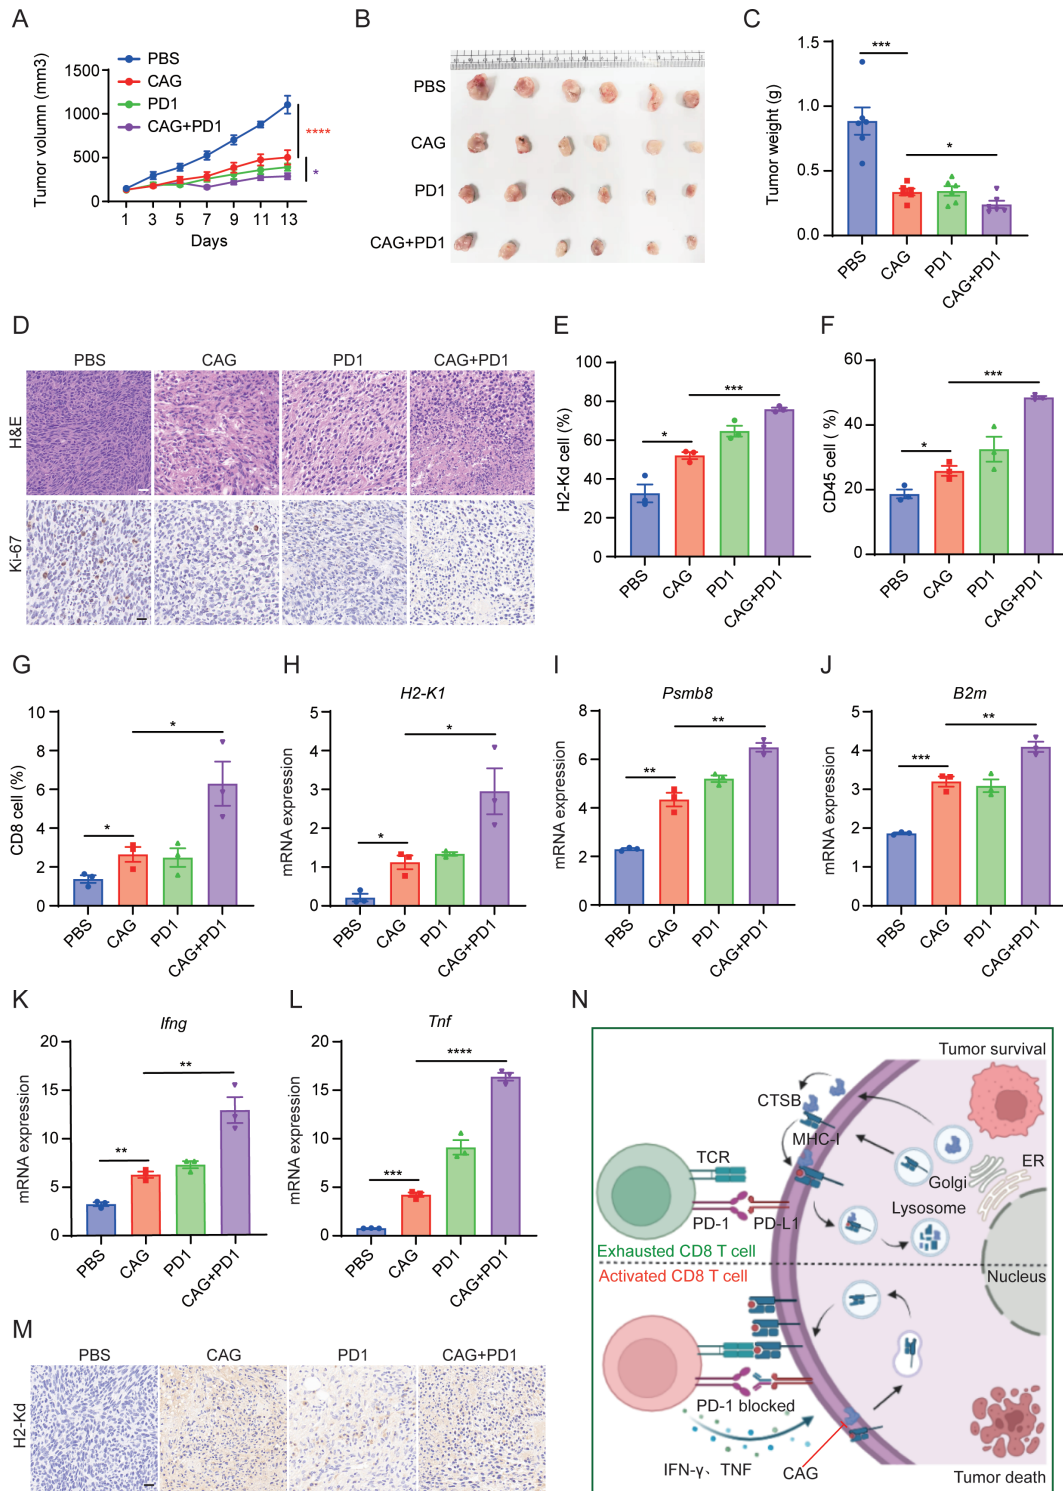 A
Tumor volumn (mm3)
1500
1000
500
0
PBS
CAG
PD1
CAG+PD1
****
*
1 3 5 7 9 11 13
Days
B
PBS
CAG
PD1
CAG+PD1
C
Tumor weight (g)
1.5
1.0
0.5
0.0
***
*
PBS CAG PD1 CAG+PD1
D
PBS CAG PD1 CAG+PD1
H&E
Ki-67
E
H2-Kd cell (%)
100
80
60
40
20
0
*
***
PBS CAG PD1 CAG+PD1
F
CD45 cell ( %)
60
40
20
0
*
***
PBS CAG PD1 CAG+PD1
G
CD8 cell (%)
10
8
6
4
2
0
*
*
PBS CAG PD1 CAG+PD1
H
H2-K1
mRNA expression
5
4
3
2
1
0
*
*
PBS CAG PD1 CAG+PD1
I
Psmb8
mRNA expression
8
6
4
2
0
**
**
PBS CAG PD1 CAG+PD1
J
B2m
mRNA expression
5
4
3
2
1
0
***
**
PBS CAG PD1 CAG+PD1
K
Ifng
mRNA expression
20
15
10
5
0
**
**
PBS CAG PD1 CAG+PD1
L
Tnf
mRNA expression
20
15
10
5
0
***
****
PBS CAG PD1 CAG+PD1
M
PBS CAG PD1 CAG+PD1
H2-Kd
N
Tumor survival
CTSB
MHC-I
TCR
ER
Golgi
Lysosome
PD-1 PD-L1
Exhausted CD8 T cell
Activated CD8 T cell
Nucleus
PD-1 blocked
IFN-γ、TNF
CAG
Tumor death